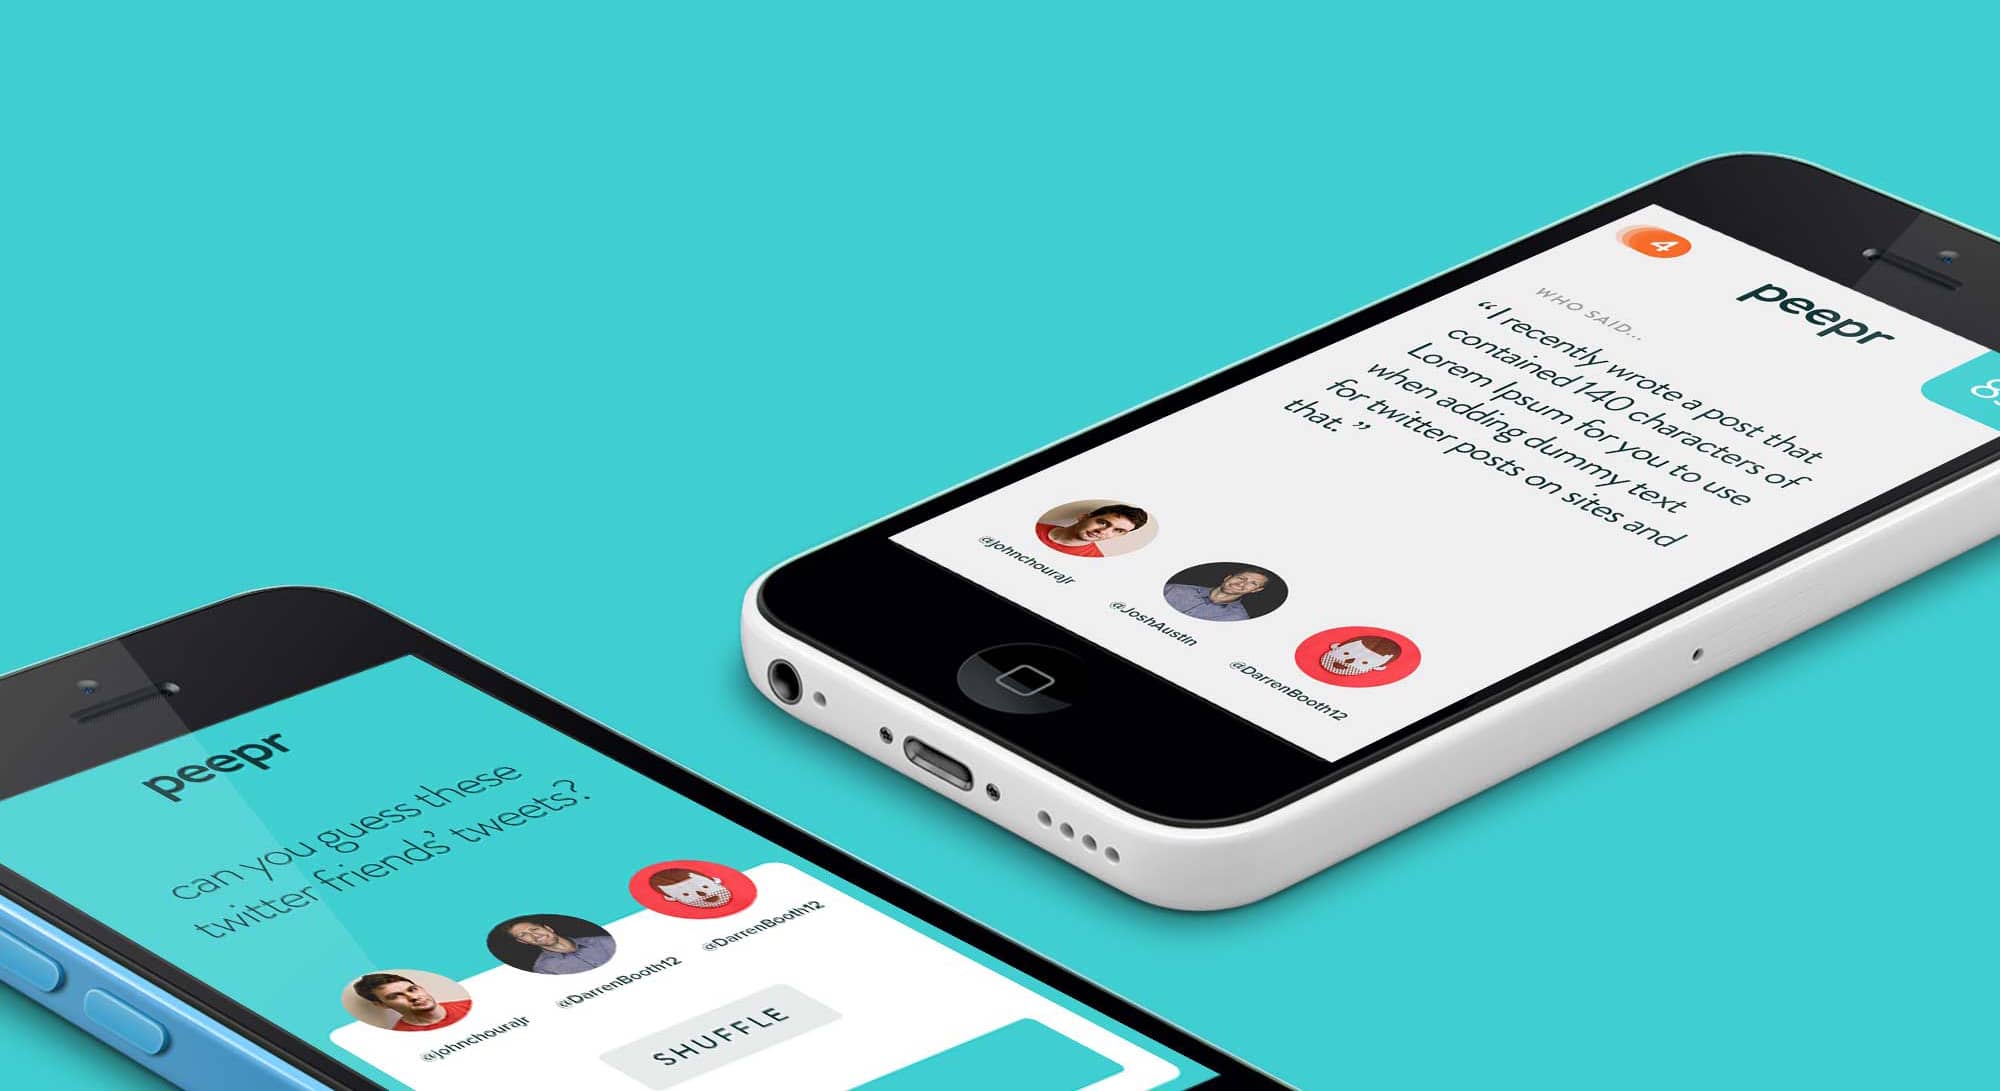 4
peepr
WHO SAID...
“I recently wrote a post that
contained 140 characters of
Lorem Ipsum for you to use
when adding dummy text
for twitter posts on sites and
that.”
@johnchourajr
@JoshAustin
@DarrenBooth12
peepr
can you guess these
twitter friends’ tweets?
@johnchourajr
@DarrenBooth12
@DarrenBooth12
SHUFFLE